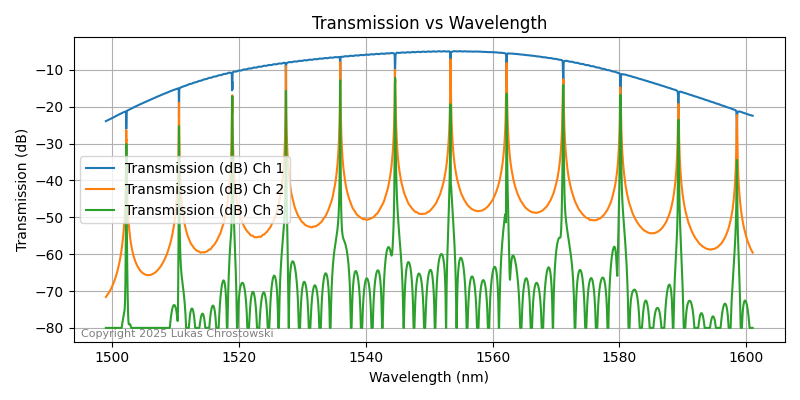 Transmission vs Wavelength
Transmission (dB)
−10
−20
−30
−40
−50
−60
−70
−80
Transmission (dB) Ch 1
Transmission (dB) Ch 2
Transmission (dB) Ch 3
Copyright 2025 Lukas Chrostowski
1500 1520 1540 1560 1580 1600
Wavelength (nm)